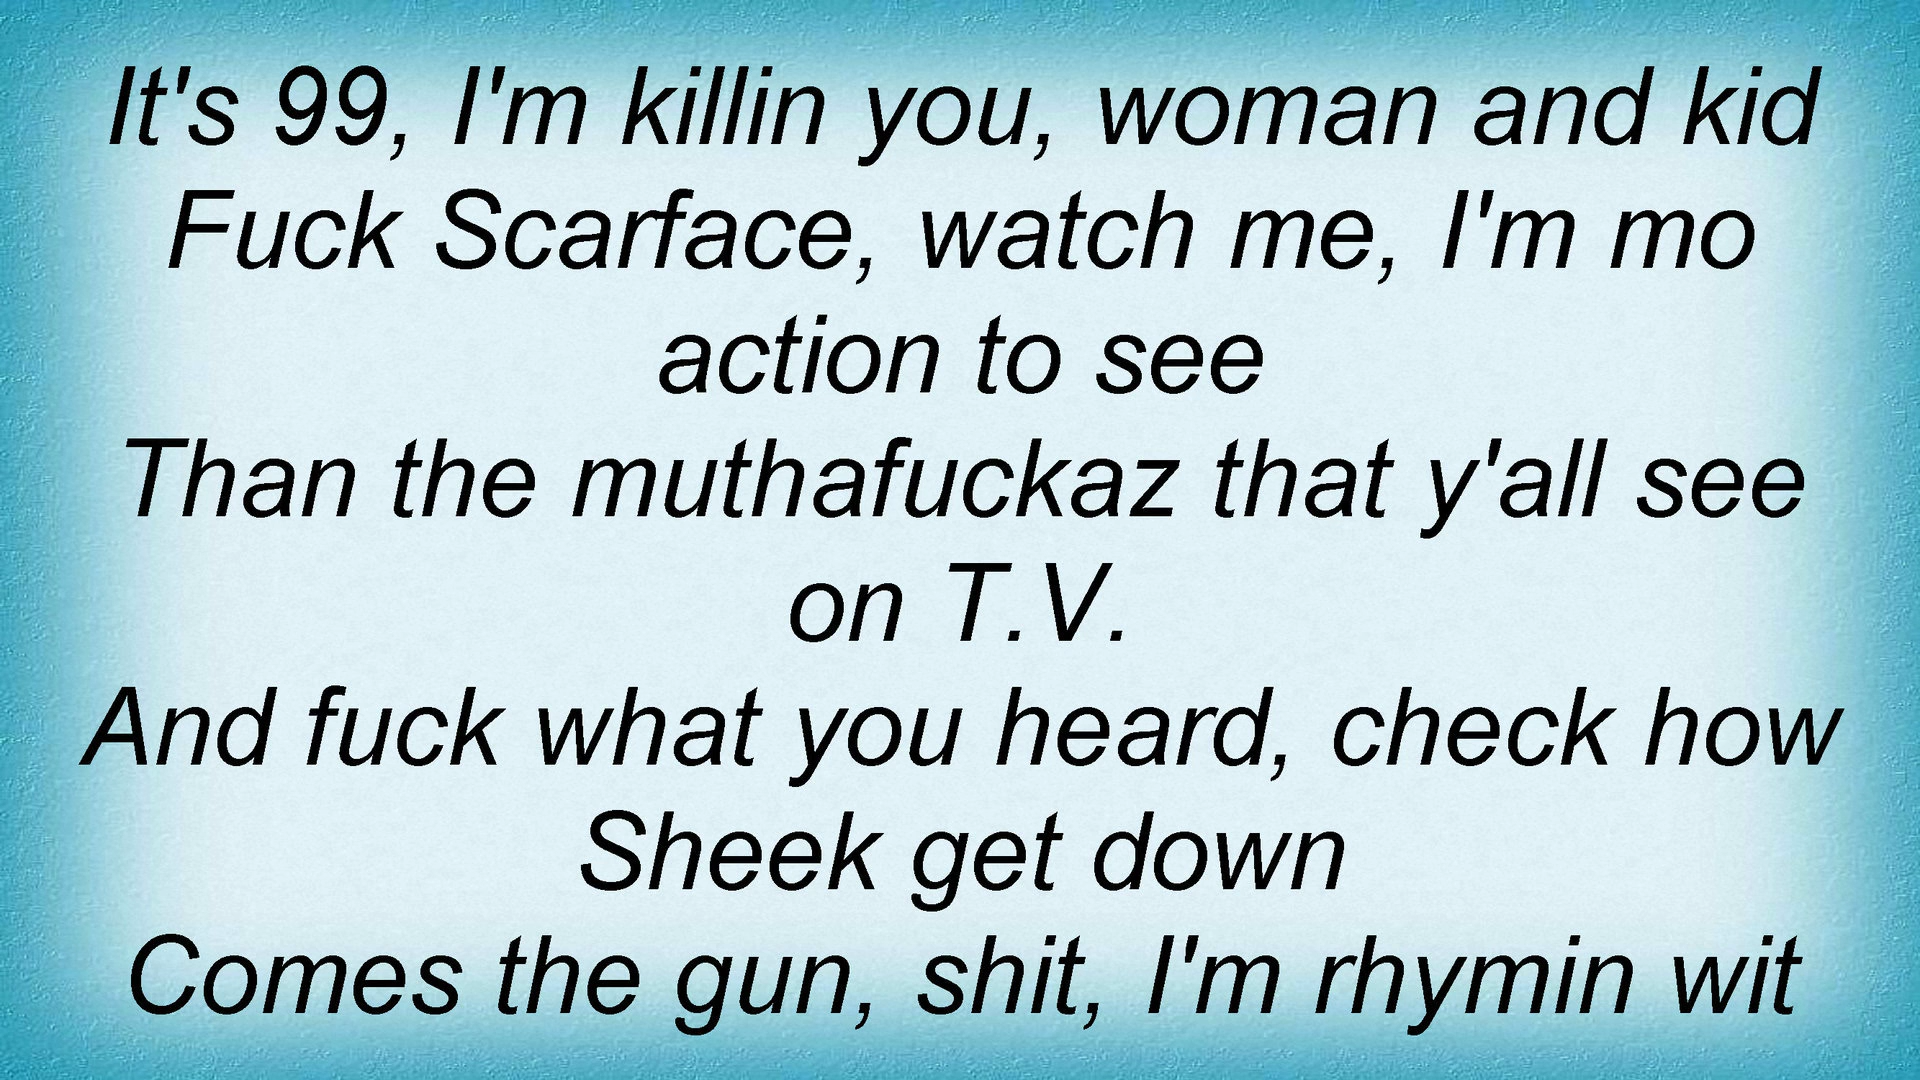 It's 99, I'm killin you, woman and kid
Fuck Scarface, watch me, I'm mo
action to see
Than the muthafuckaz that y'all see
on T.V.
And fuck what you heard, check how
Sheek get down
Comes the gun, shit, I'm rhymin wit